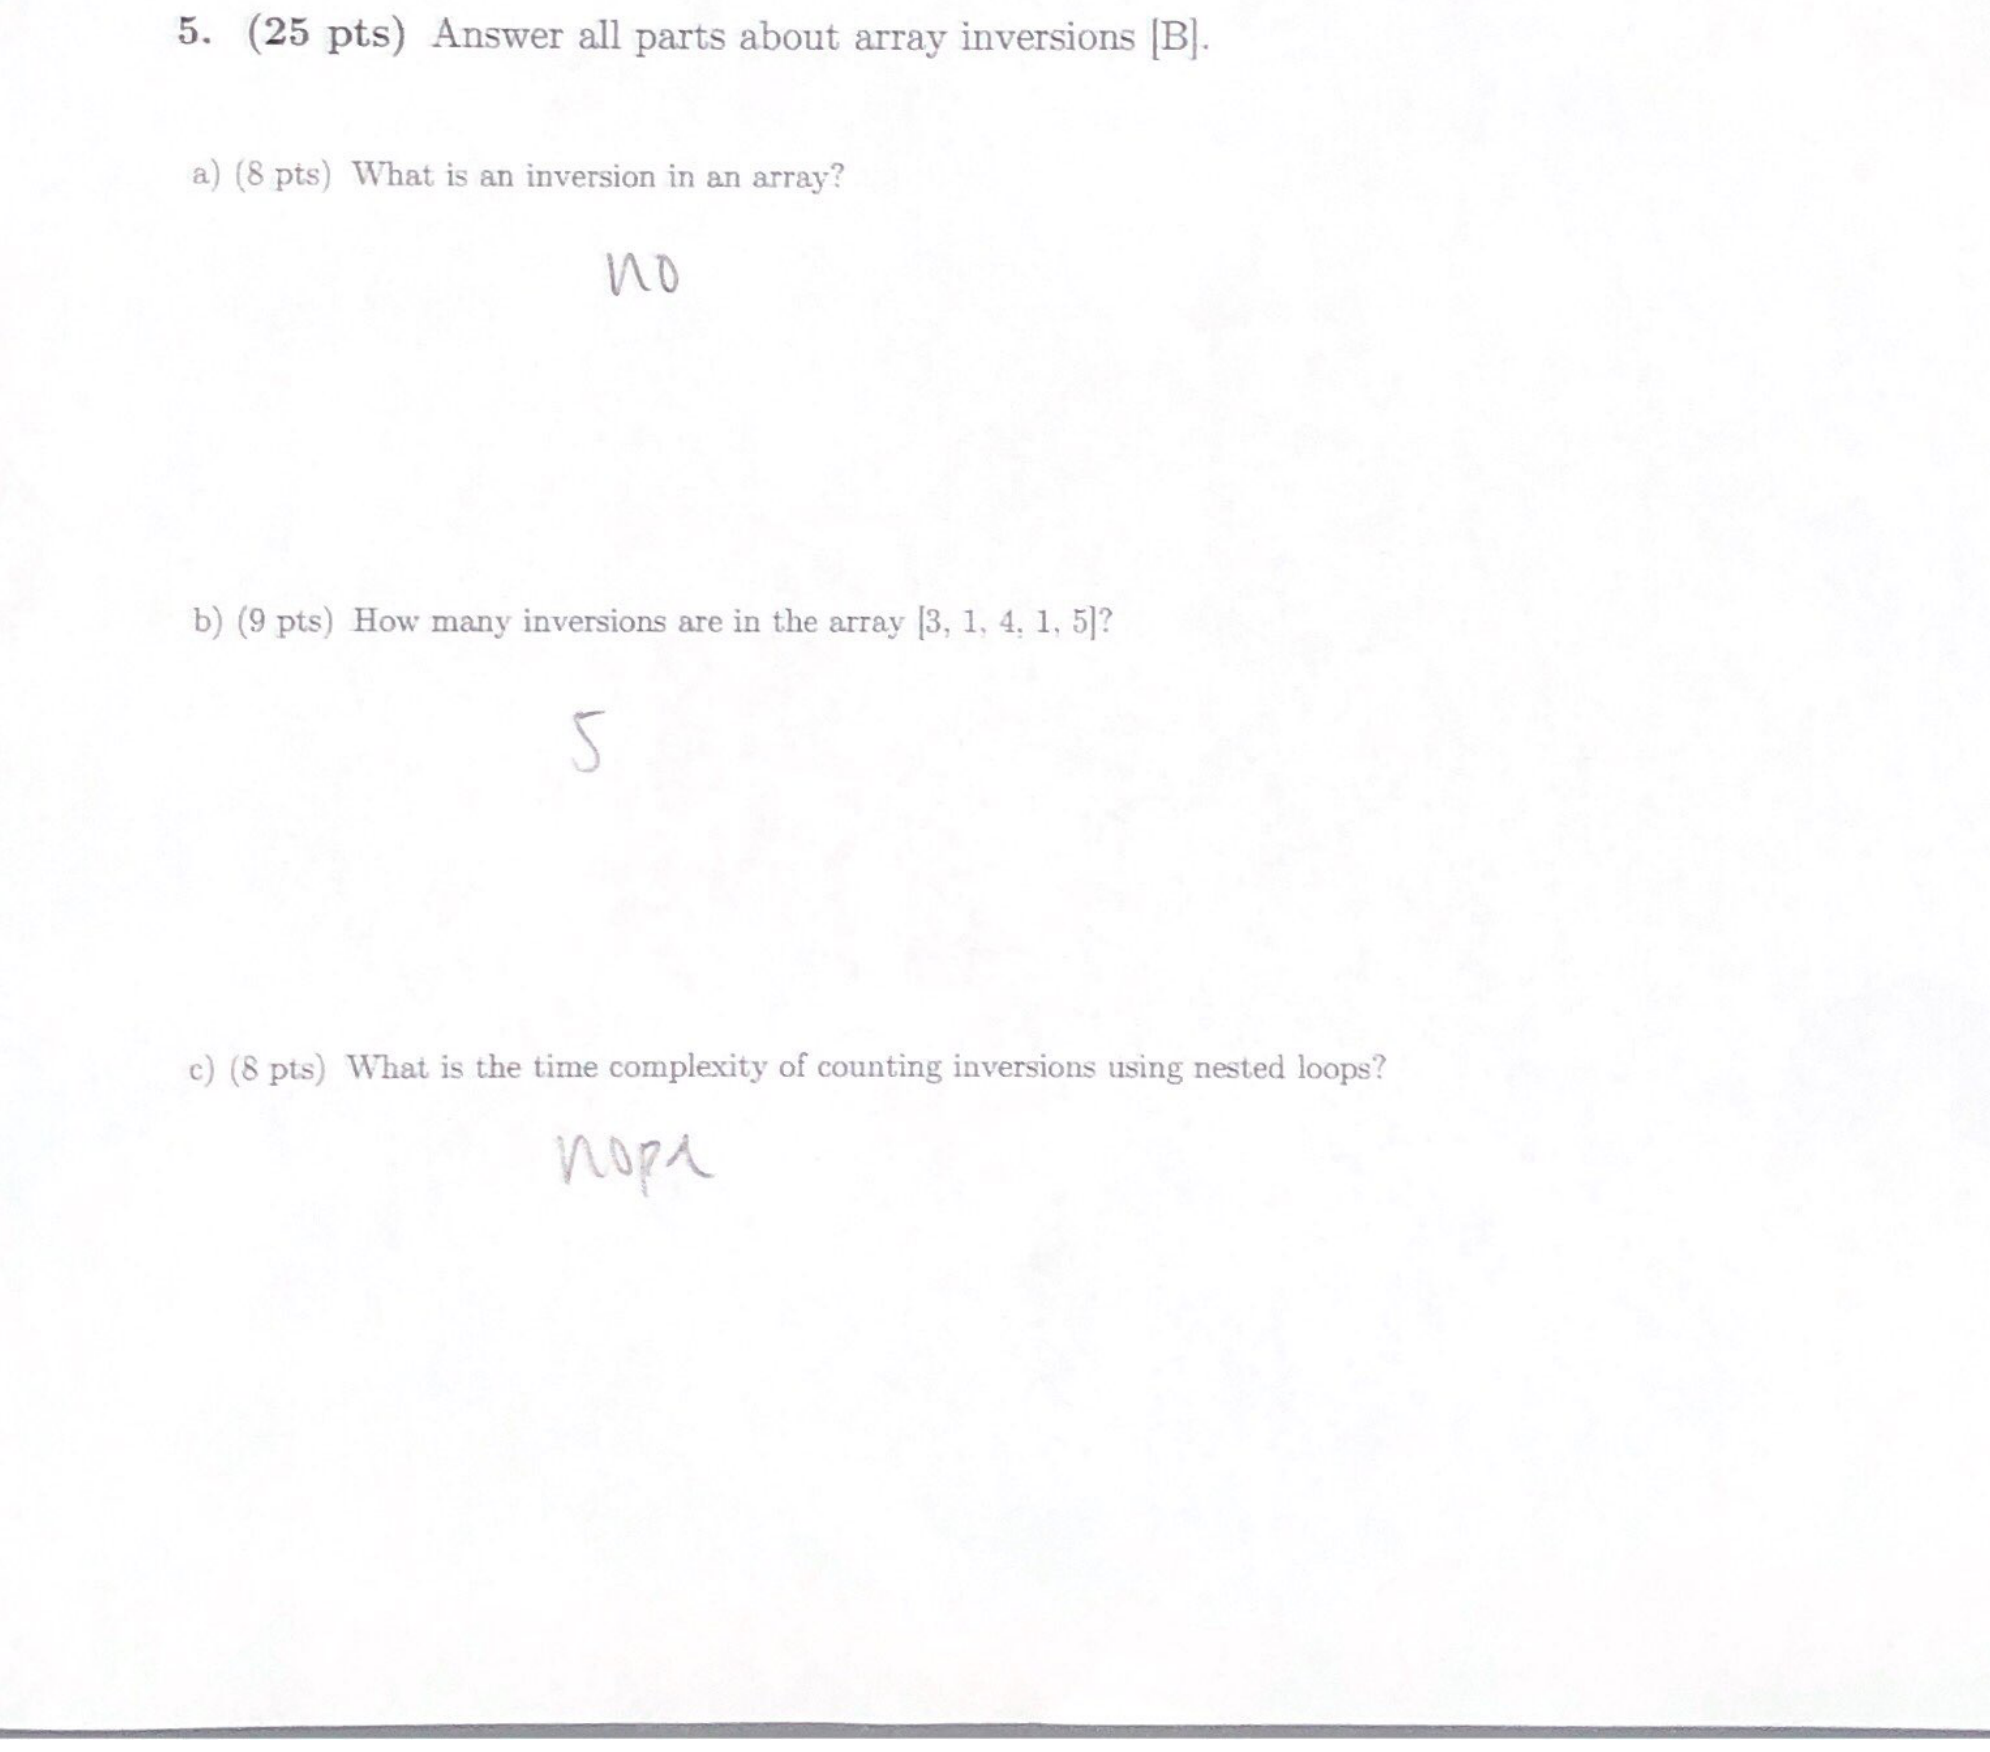 5. (25 pts) Answer all parts about array inversions [B].
a) (8 pts) What is an inversion in an array?
no
b) (9 pts) How many inversions are in the array [3, 1, 4, 1, 5]?
5
c) (8 pts) What is the time complexity of counting inversions using nested loops?
nope